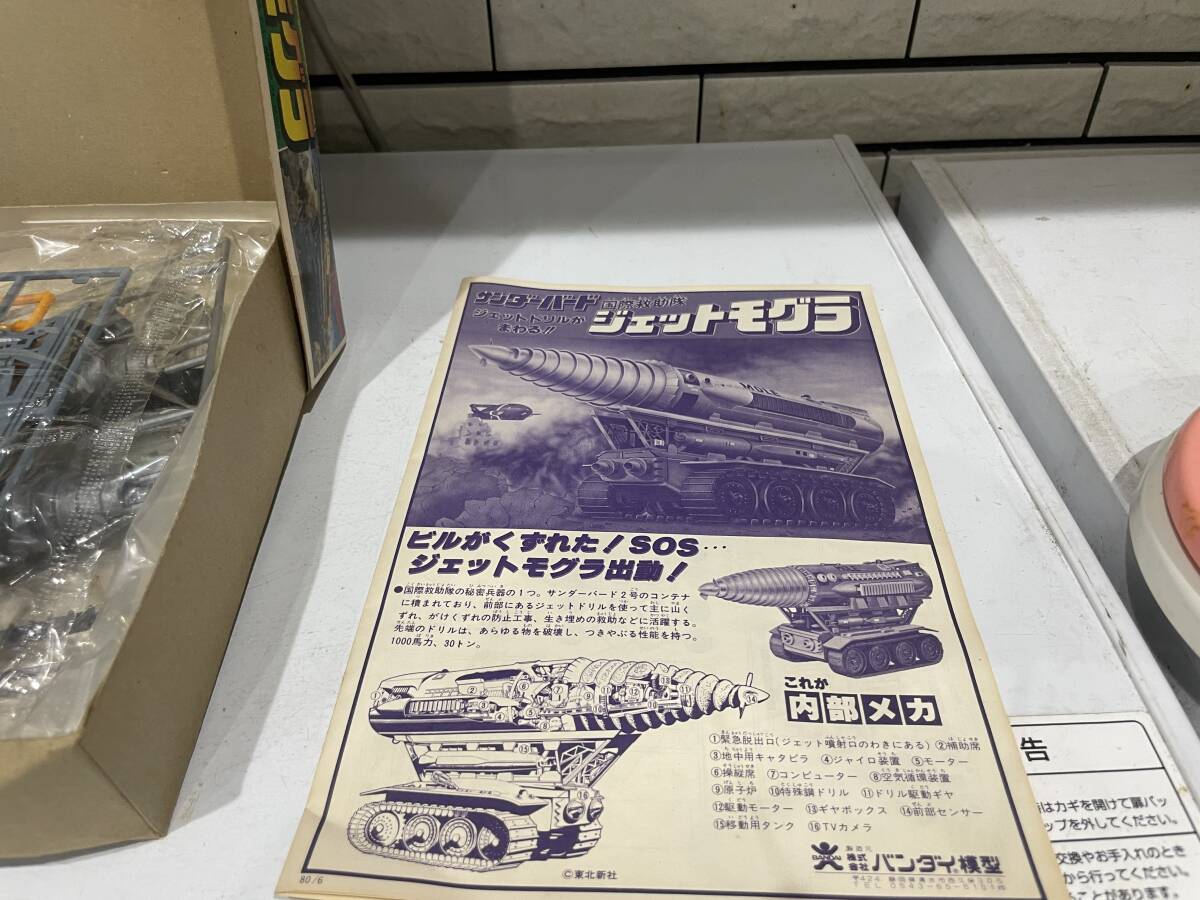 モグラ
サンダーバード 国際救助隊
ジェットドリルが
まわる!!
ジェットモグラ
MOLE
ビルがくずれた!SOS…
ジェットモグラ出動!
●国際救助隊の秘密兵器の1つ。サンダーバード2号のコンテナ
に積まれており、前部にあるジェットドリルを使って主に山く
ずれ、がけくずれの防止工事、生き埋めの救助などに活躍する。
先端のドリルは、あらゆる物を破壊し、つきやぶる性能を持つ。
1000馬力、30トン。
これが
内部メカ
①緊急脱出口(ジェット噴射口のわきにある) ②補助席
③地中用キャタピラ ④ジャイロ装置 ⑤モーター
⑥操縦席 ⑦コンピューター ⑧空気循環装置
⑨原子炉 ⑩特殊鋼ドリル ⑪ドリル駆動ギヤ
⑫駆動モーター ⑬ギヤボックス ⑭前部センサー
⑮移動用タンク ⑯TVカメラ
BANDAI
製造元
株式会社 バンダイ模型
©東北新社
80/6
告
はカギを開けて扉パッ
ップを外してください。
交換やお手入れのとき
から行ってください。
ることがあります。